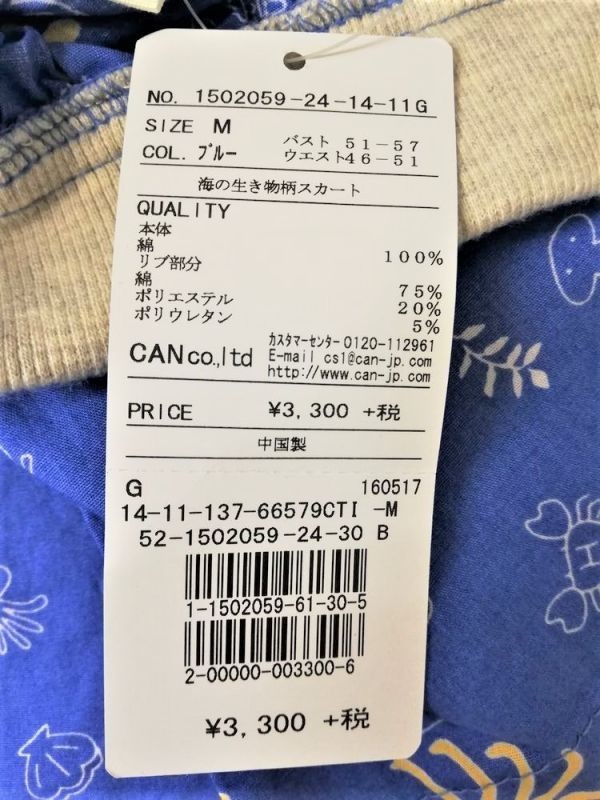 NO. 1502059-24-14-11G
SIZE M バスト 51-57
COL. ブルー ウエスト46-51
海の生き物柄スカート
QUALITY
本体
綿 100%
リブ部分
綿 75%
ポリエステル 20%
ポリウレタン 5%
CAN co.,ltd カスタマーセンター 0120-112961
E-mail cs1@can-jp.com
http://www.can-jp.com
PRICE ¥3,300 +税
中国製
G 160517
14-11-137-66579CTI -M
52-1502059-24-30 B
1-1502059-61-30-5
2-00000-003300-6
¥3,300 +税